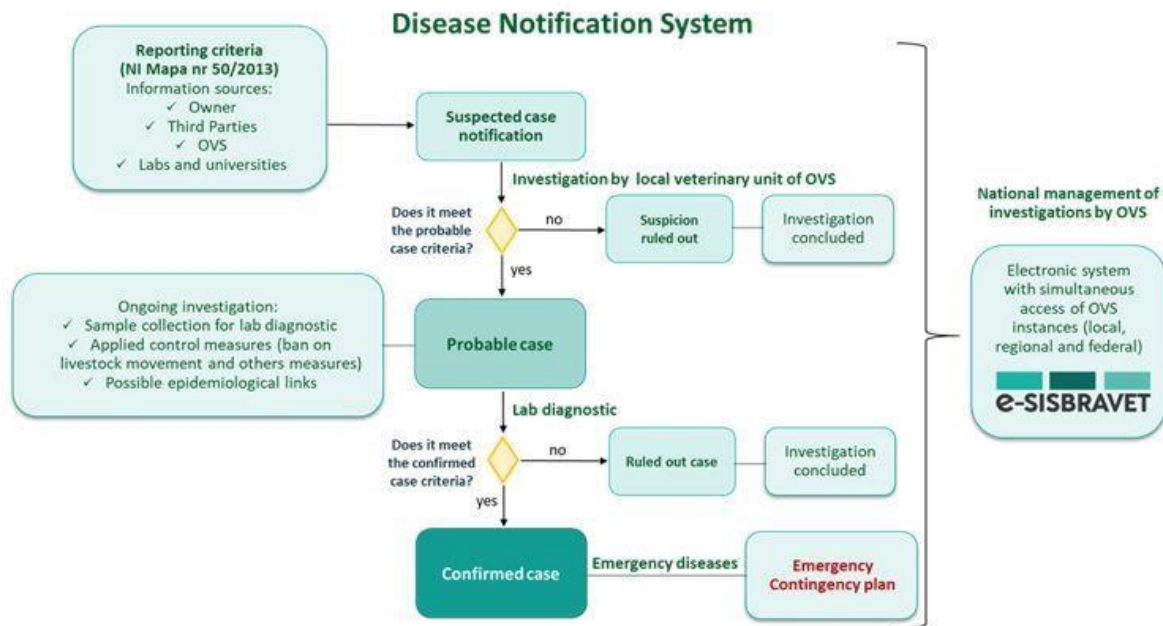 Disease Notification System
Reporting criteria
(NI Mapa nr 50/2013)
Information sources:
✓ Owner
✓ Third Parties
✓ OVS
✓ Labs and universities
Suspected case
notification
Investigation by local veterinary unit of OVS
Does it meet
the probable
case criteria?
no
Suspicion
ruled out
Investigation
concluded
yes
Ongoing investigation:
✓ Sample collection for lab diagnostic
✓ Applied control measures (ban on
livestock movement and others measures)
✓ Possible epidemiological links
Probable case
Lab diagnostic
Does it meet
the confirmed
case criteria?
no
Ruled out case
Investigation
concluded
yes
Confirmed case
Emergency diseases
Emergency
Contingency plan
National management of
investigations by OVS
Electronic system
with simultaneous
access of OVS
instances (local,
regional and federal)
e-SISBRAVET